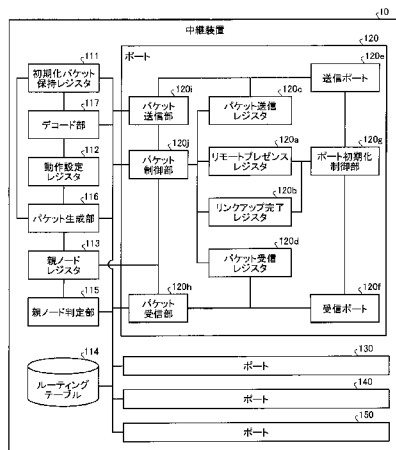 10
中継装置
120
ポート
111
初期化パケット
保持レジスタ
117
デコード部
112
動作設定
レジスタ
116
パケット生成部
113
親ノード
レジスタ
115
親ノード判定部
114
ルーティング
テーブル
120i
パケット
送信部
120j
パケット
制御部
120h
パケット
受信部
120c
パケット送信
レジスタ
120a
リモートプレゼンス
レジスタ
120b
リンクアップ完了
レジスタ
120d
パケット受信
レジスタ
120e
送信ポート
120g
ポート初期化
制御部
120f
受信ポート
130
ポート
140
ポート
150
ポート